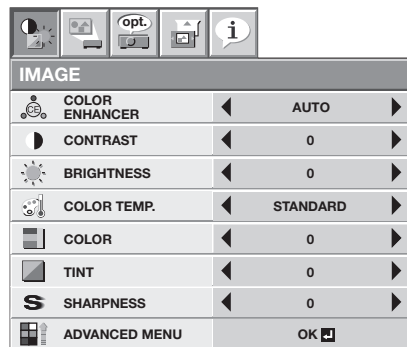 opt.
i
IMAGE
CE
COLOR
ENHANCER
AUTO
CONTRAST
0
BRIGHTNESS
0
COLOR TEMP.
STANDARD
COLOR
0
TINT
0
SHARPNESS
0
ADVANCED MENU
OK